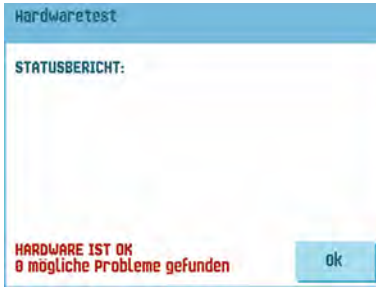 Hardwaretest
STATUSBERICHT:
HARDWARE IST OK
0 mögliche Probleme gefunden
ok